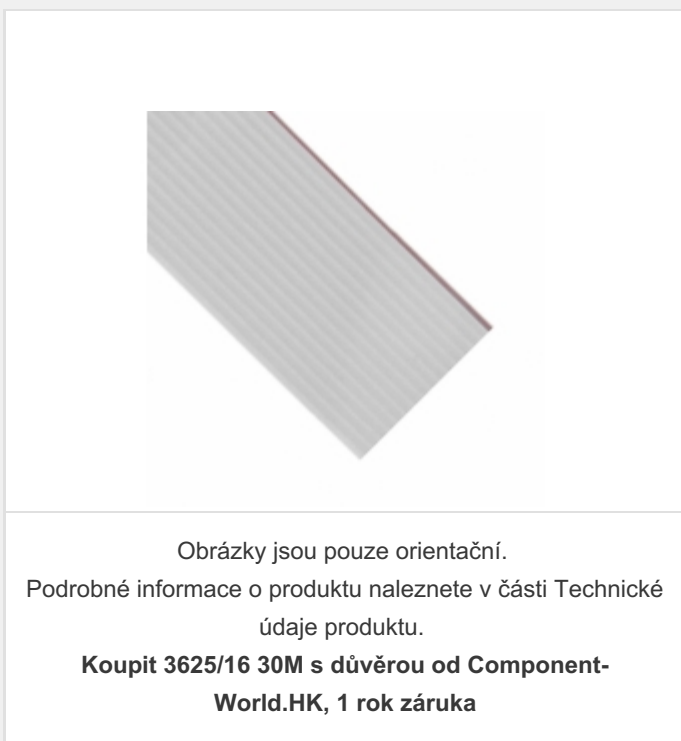 Obrázky jsou pouze orientační.
Podrobné informace o produktu naleznete v části Technické
údaje produktu.
Koupit 3625/16 30M s důvěrou od Component-
World.HK, 1 rok záruka